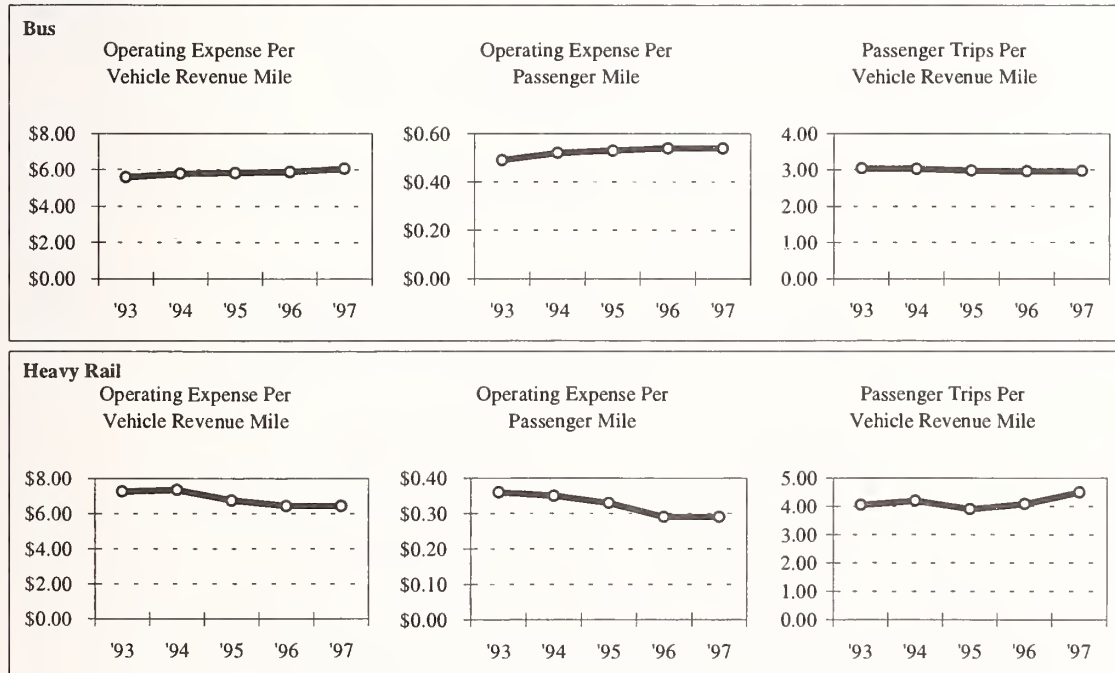 Bus
Operating Expense Per
Vehicle Revenue Mile
$8.00
$6.00
$4.00
$2.00
$0.00
'93 '94 '95 '96 '97
Operating Expense Per
Passenger Mile
$0.60
$0.40
$0.20
$0.00
'93 '94 '95 '96 '97
Passenger Trips Per
Vehicle Revenue Mile
4.00
3.00
2.00
1.00
0.00
'93 '94 '95 '96 '97
Heavy Rail
Operating Expense Per
Vehicle Revenue Mile
$8.00
$6.00
$4.00
$2.00
$0.00
'93 '94 '95 '96 '97
Operating Expense Per
Passenger Mile
$0.40
$0.30
$0.20
$0.10
$0.00
'93 '94 '95 '96 '97
Passenger Trips Per
Vehicle Revenue Mile
5.00
4.00
3.00
2.00
1.00
0.00
'93 '94 '95 '96 '97